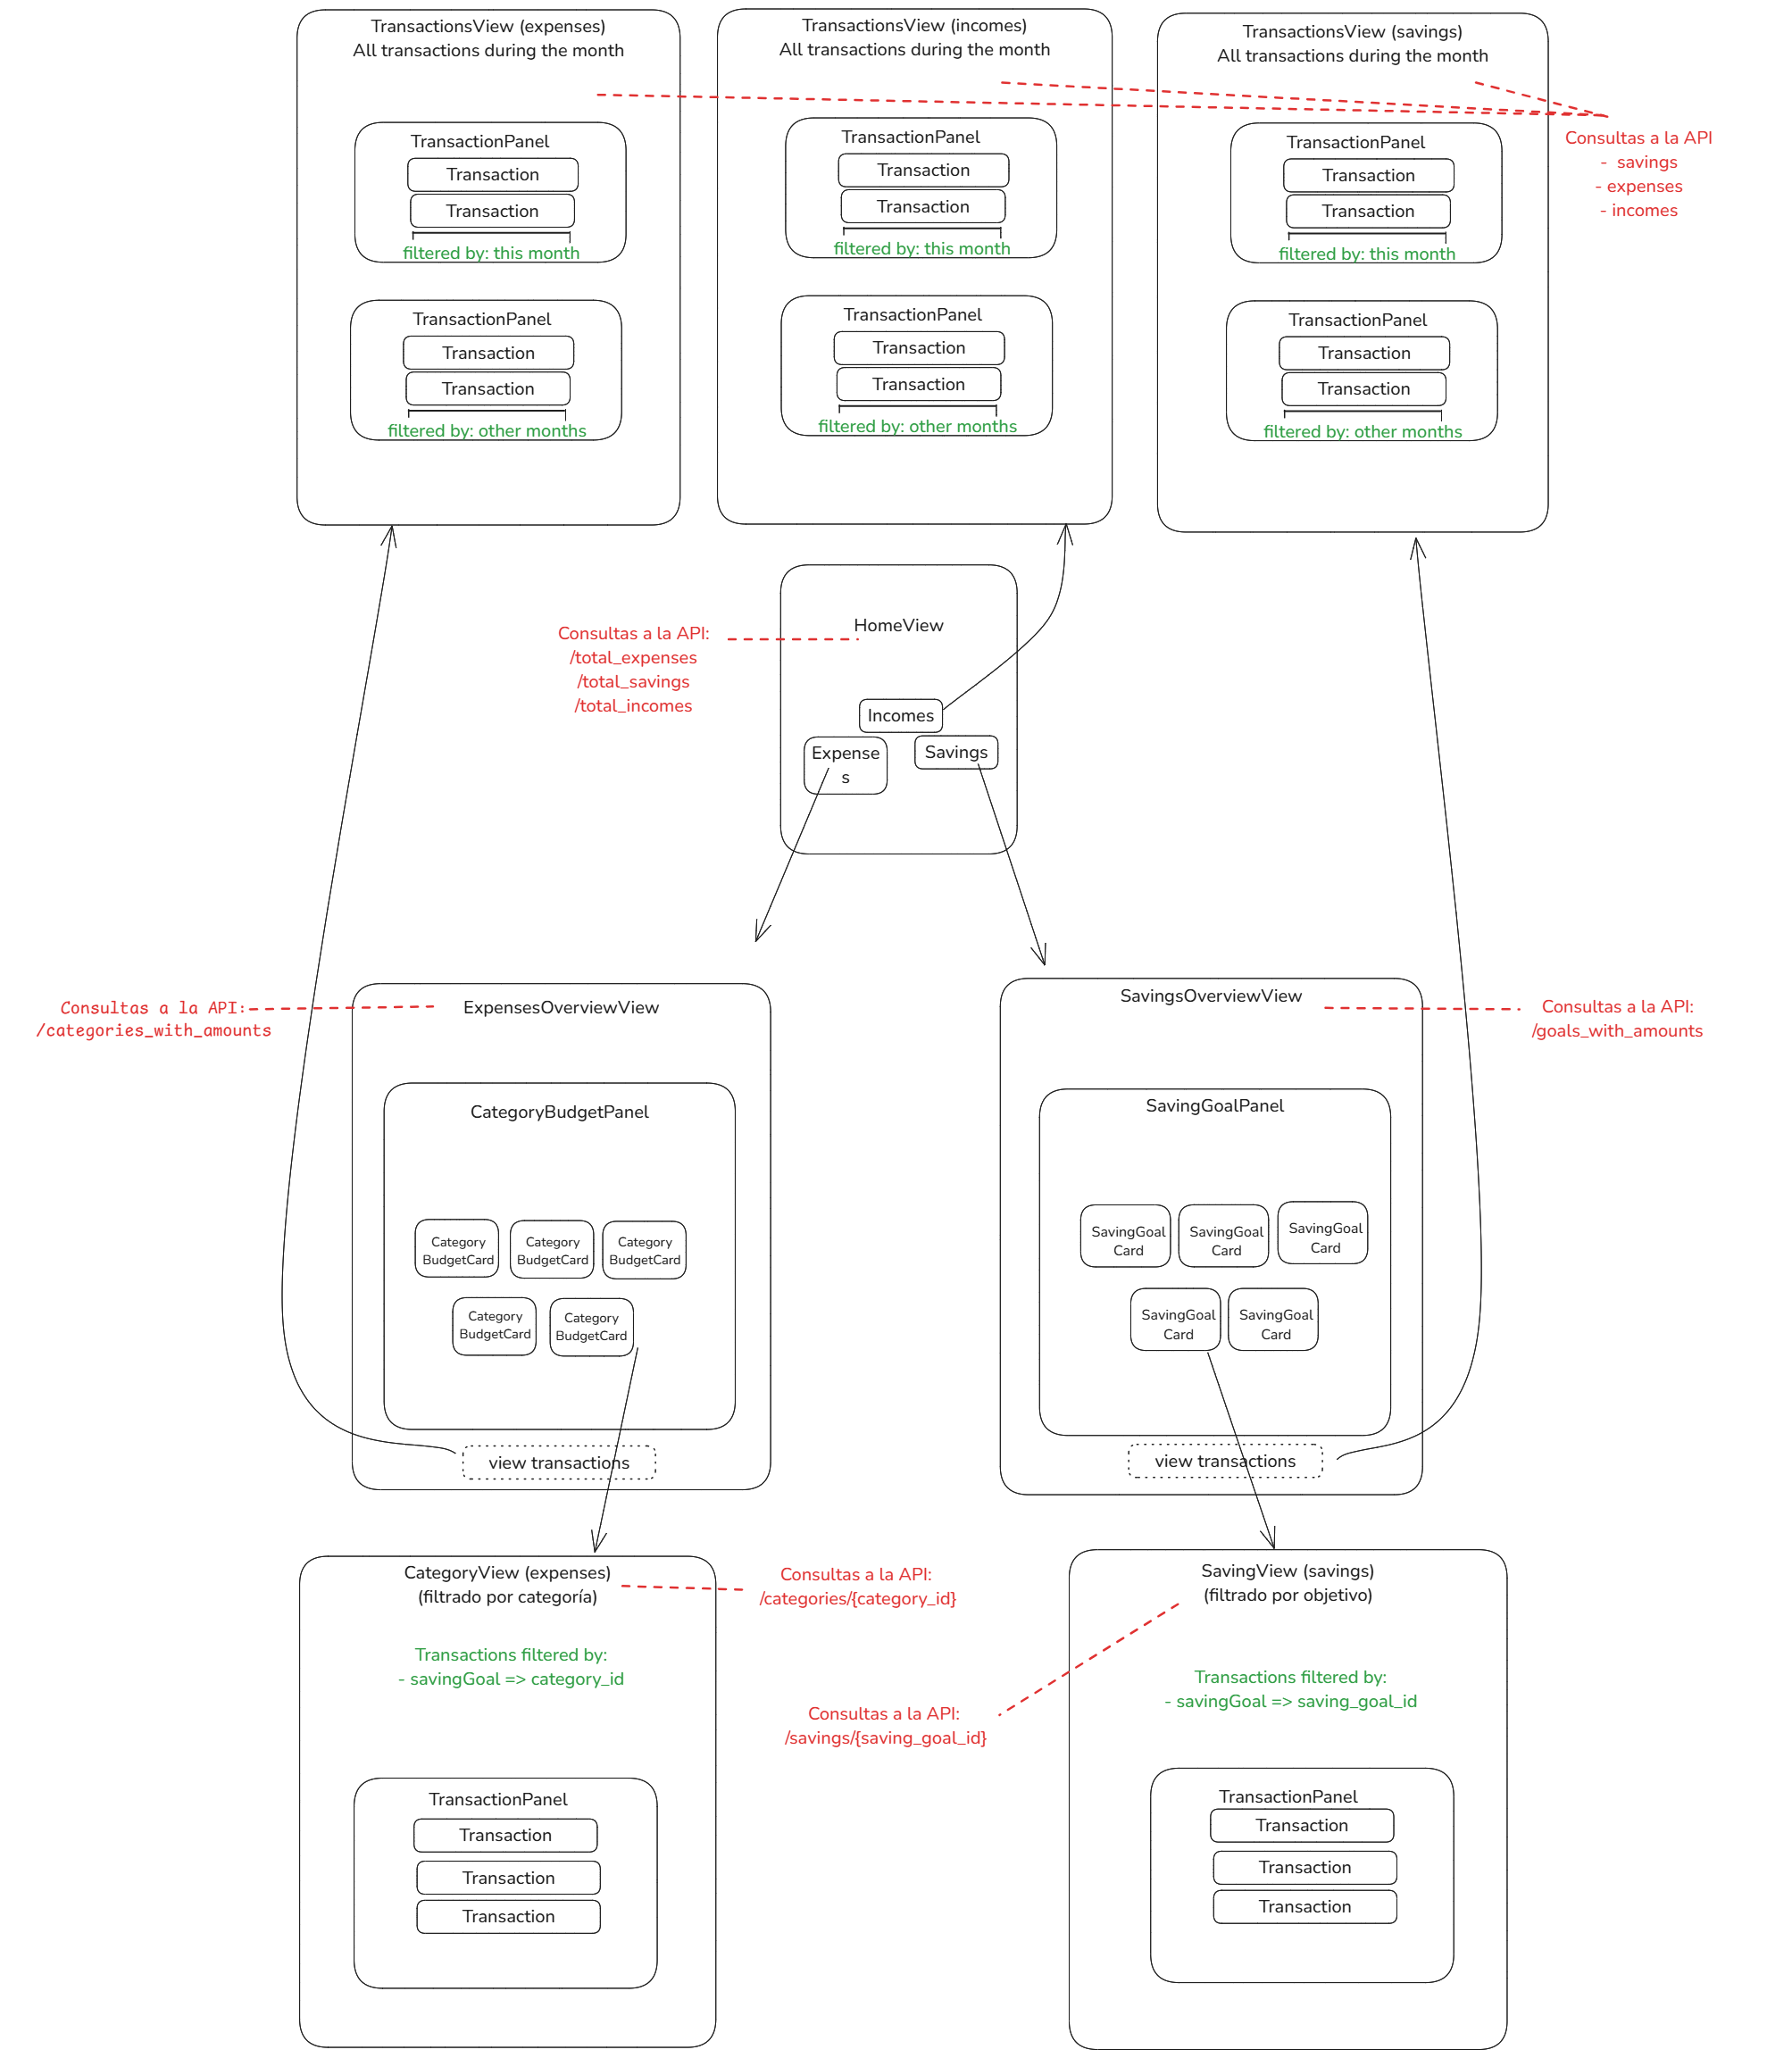 TransactionsView (expenses)
All transactions during the month
TransactionPanel
Transaction
Transaction
filtered by: this month
TransactionPanel
Transaction
Transaction
filtered by: other months
TransactionsView (incomes)
All transactions during the month
TransactionPanel
Transaction
Transaction
filtered by: this month
TransactionPanel
Transaction
Transaction
filtered by: other months
TransactionsView (savings)
All transactions during the month
TransactionPanel
Transaction
Transaction
filtered by: this month
TransactionPanel
Transaction
Transaction
filtered by: other months
Consultas a la API
- savings
- expenses
- incomes
Consultas a la API:
/total_expenses
/total_savings
/total_incomes
HomeView
Incomes
Expense
s
Savings
Consultas a la API:
/categories_with_amounts
ExpensesOverviewView
CategoryBudgetPanel
Category
BudgetCard
Category
BudgetCard
Category
BudgetCard
Category
BudgetCard
Category
BudgetCard
view transactions
SavingsOverviewView
Consultas a la API:
/goals_with_amounts
SavingGoalPanel
SavingGoal
Card
SavingGoal
Card
SavingGoal
Card
SavingGoal
Card
SavingGoal
Card
view transactions
CategoryView (expenses)
(filtrado por categoría)
Consultas a la API:
/categories/{category_id}
Transactions filtered by:
- savingGoal => category_id
TransactionPanel
Transaction
Transaction
Transaction
SavingView (savings)
(filtrado por objetivo)
Consultas a la API:
/savings/{saving_goal_id}
Transactions filtered by:
- savingGoal => saving_goal_id
TransactionPanel
Transaction
Transaction
Transaction